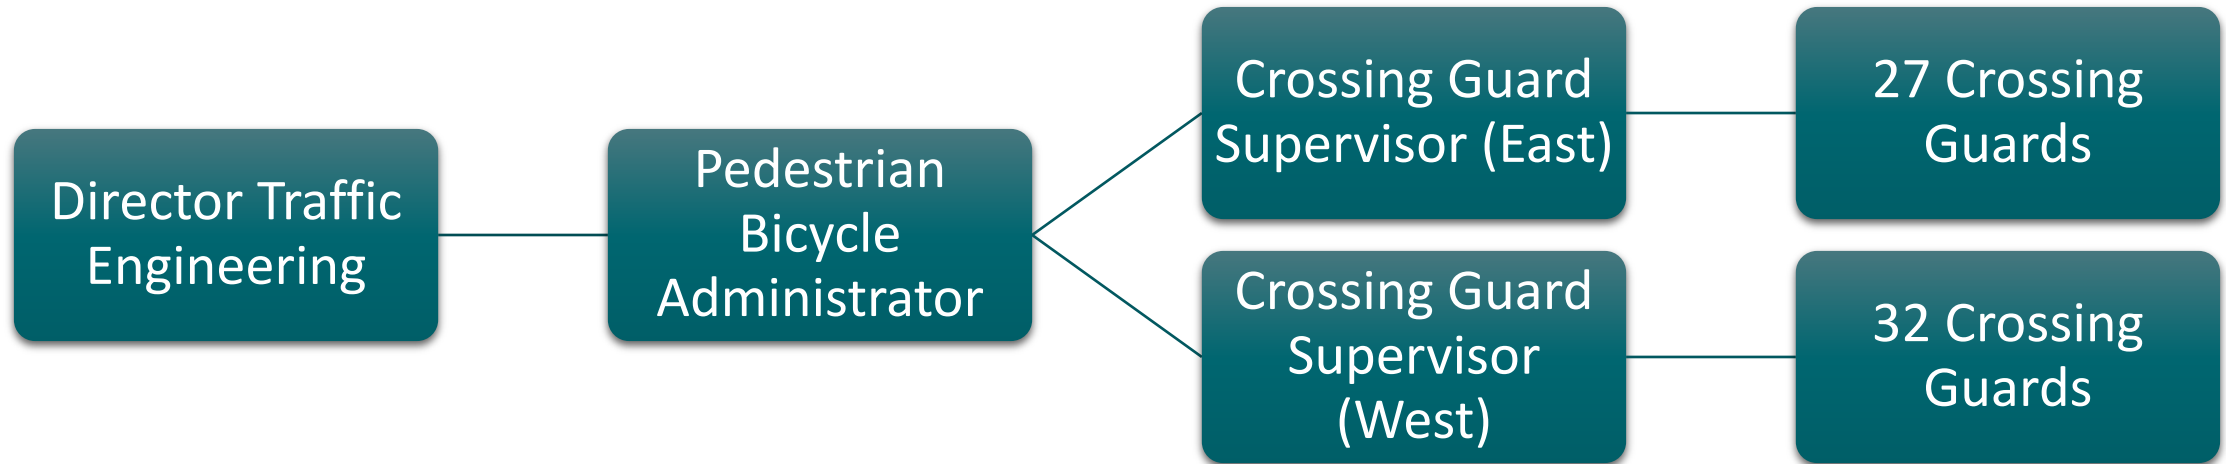 Director Traffic
Engineering
Pedestrian
Bicycle
Administrator
Crossing Guard
Supervisor (East)
27 Crossing
Guards
Crossing Guard
Supervisor
(West)
32 Crossing
Guards